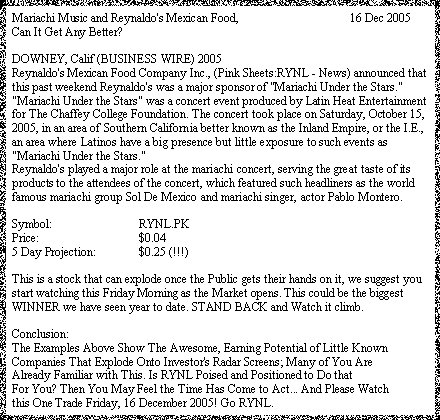 Mariachi Music and Reynaldo's Mexican Food, 16 Dec 2005
Can It Get Any Better?
DOWNEY, Calif (BUSINESS WIRE) 2005
Reynaldo's Mexican Food Company Inc., (Pink Sheets:RYNL - News) announced that
this past weekend Reynaldo's was a major sponsor of "Mariachi Under the Stars."
"Mariachi Under the Stars" was a concert event produced by Latin Heat Entertainment
for The Chaffey College Foundation. The concert took place on Saturday, October 15,
2005, in an area of Southern California better known as the Inland Empire, or the I.E.,
an area where Latinos have a big presence but little exposure to such events as
"Mariachi Under the Stars."
Reynaldo's played a major role at the mariachi concert, serving the great taste of its
products to the attendees of the concert, which featured such headliners as the world
famous mariachi group Sol De Mexico and mariachi singer, actor Pablo Montero.
Symbol: RYNL.PK
Price: $0.04
5 Day Projection: $0.25 (!!!)
This is a stock that can explode once the Public gets their hands on it, we suggest you
start watching this Friday Morning as the Market opens. This could be the biggest
WINNER we have seen year to date. STAND BACK and Watch it climb.
Conclusion:
The Examples Above Show The Awesome, Earning Potential of Little Known
Companies That Explode Onto Investor's Radar Screens; Many of You Are
Already Familiar with This. Is RYNL Poised and Positioned to Do that
For You? Then You May Feel the Time Has Come to Act... And Please Watch
this One Trade Friday, 16 December 2005! Go RYNL.